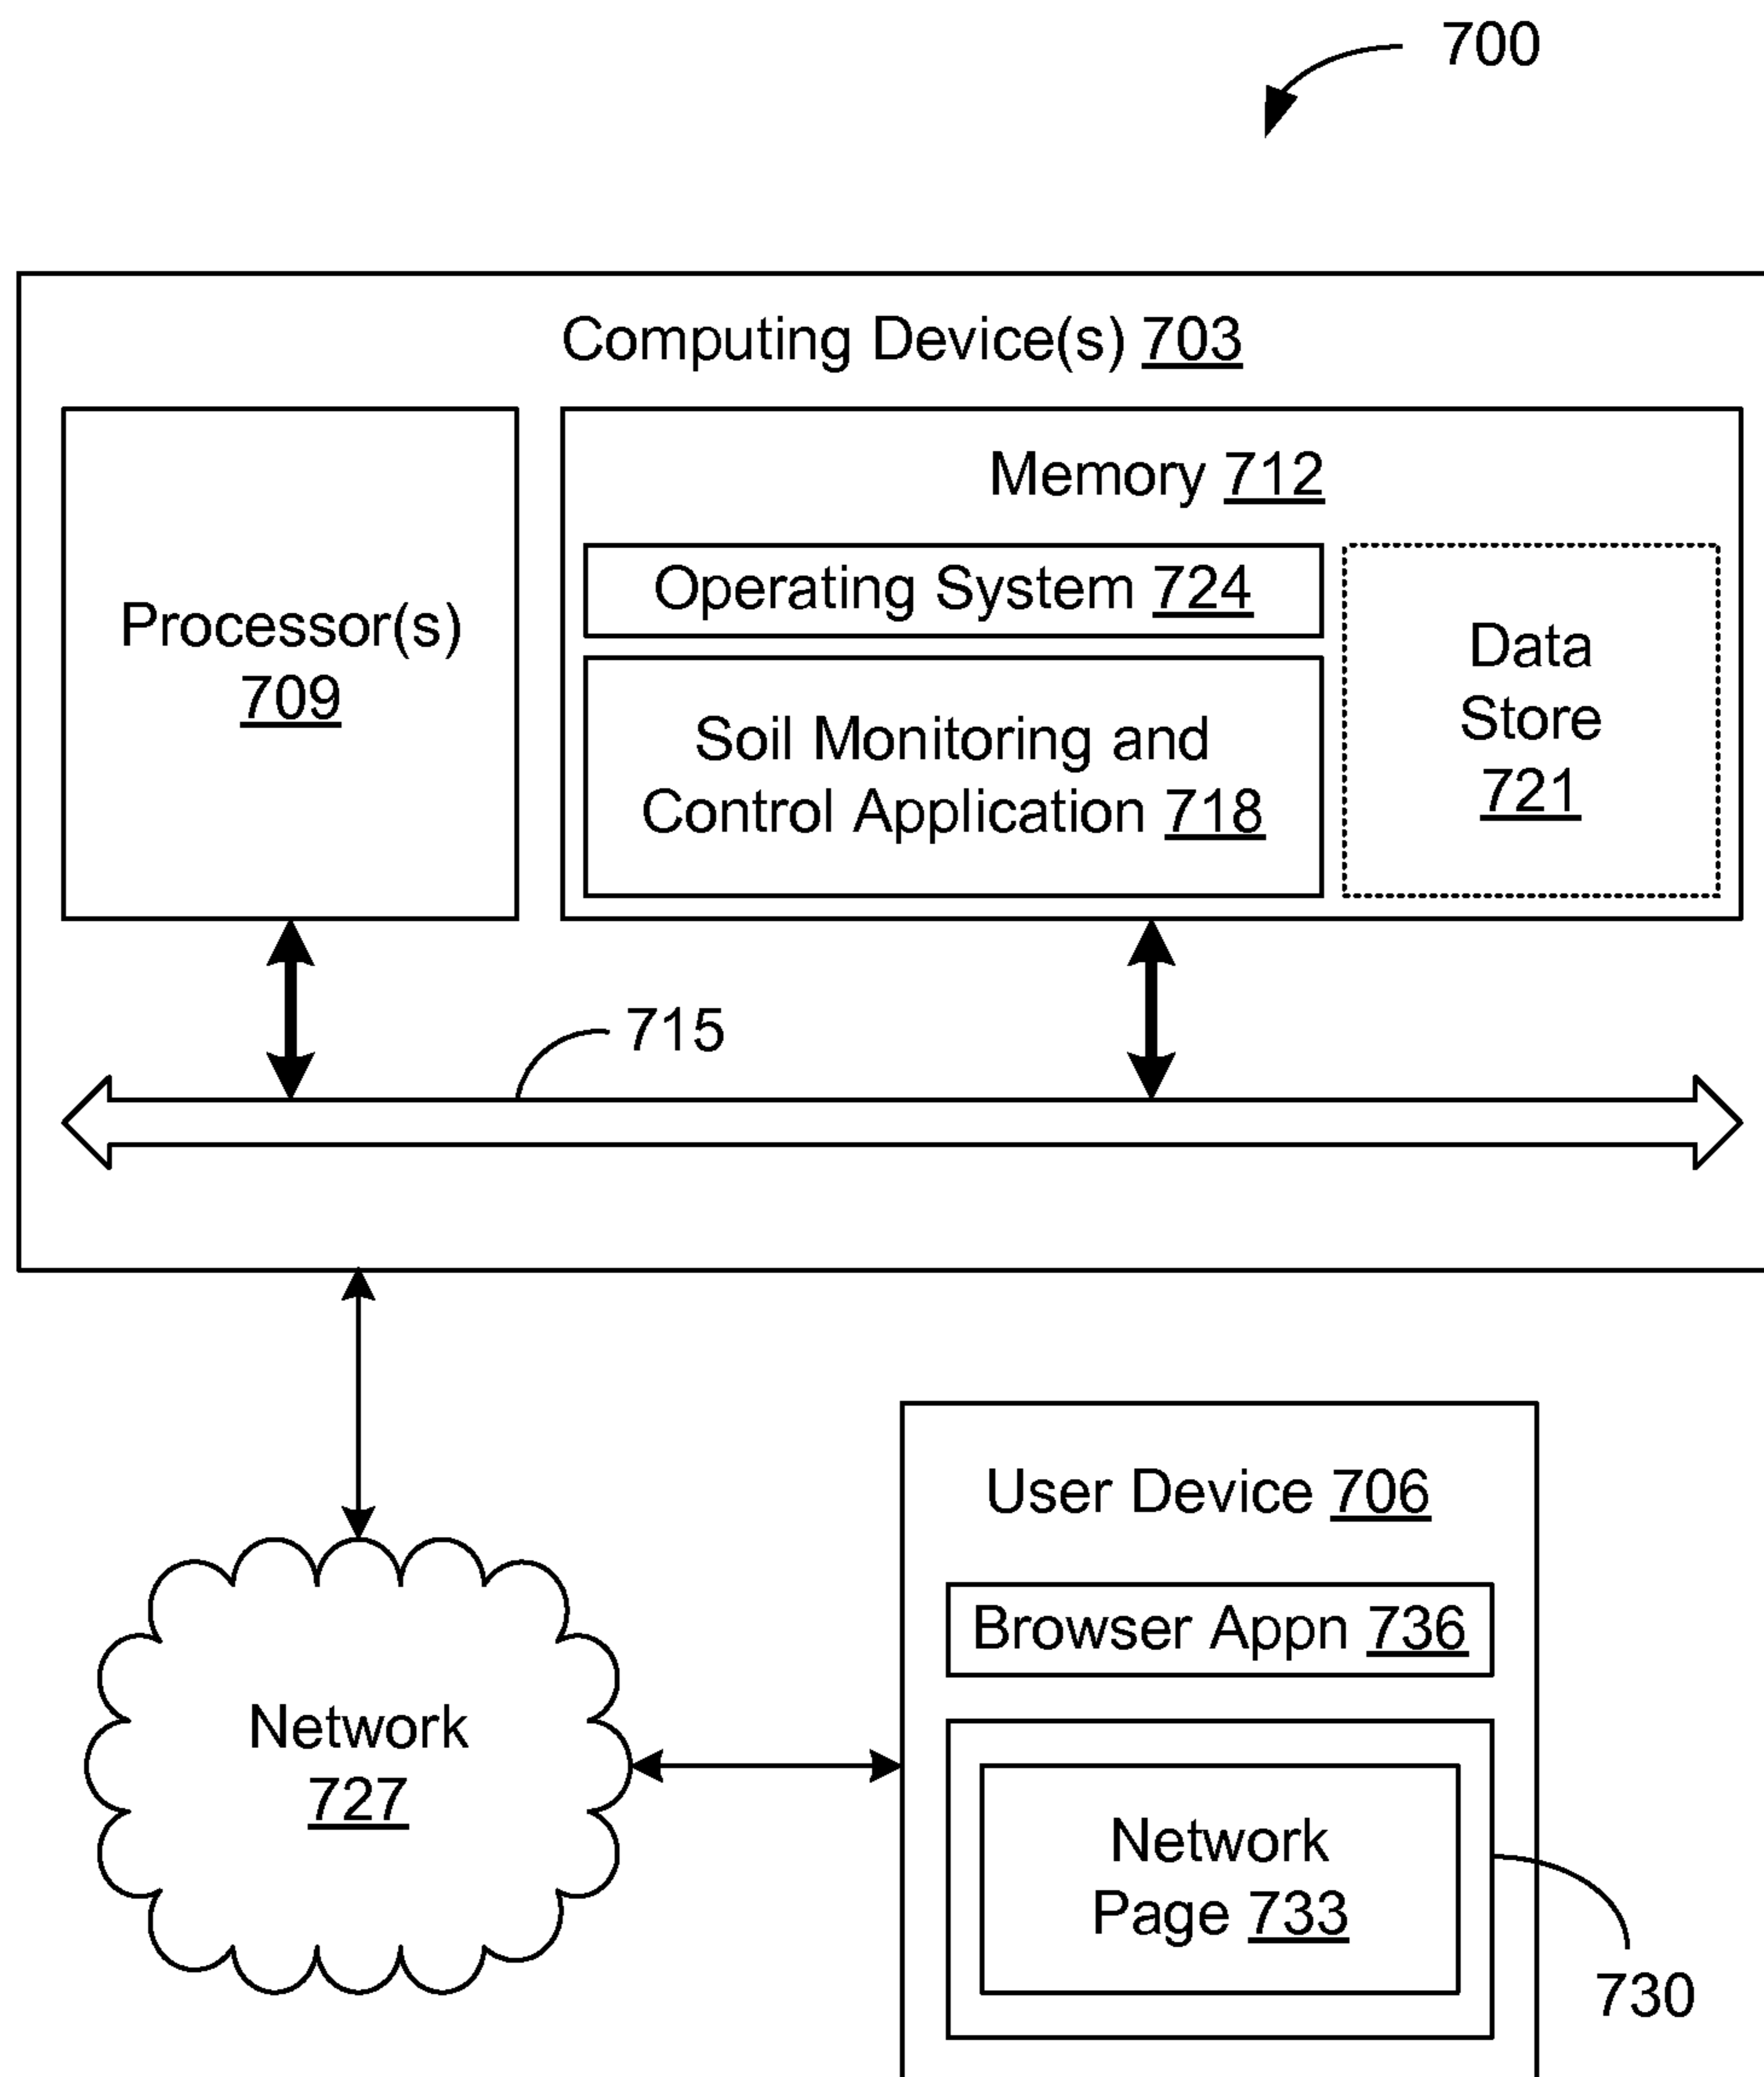 700
Computing Device(s) 703
Processor(s)
709
Memory 712
Operating System 724
Soil Monitoring and
Control Application 718
Data
Store
721
715
Network
727
User Device 706
Browser Appn 736
Network
Page 733
730